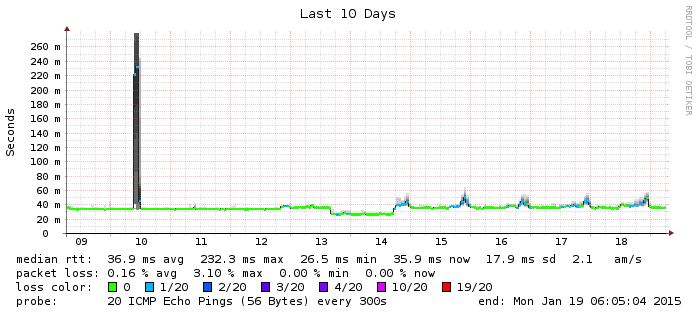 Last 10 Days
RRDTOOL / TOBI OETIKER
Seconds
260 m
240 m
220 m
200 m
180 m
160 m
140 m
120 m
100 m
80 m
60 m
40 m
20 m
0
09 10 11 12 13 14 15 16 17 18
median rtt: 36.9 ms avg 232.3 ms max 26.5 ms min 35.9 ms now 17.9 ms sd 2.1 am/s
packet loss: 0.16 % avg 3.10 % max 0.00 % min 0.00 % now
loss color: 0 1/20 2/20 3/20 4/20 10/20 19/20
probe: 20 ICMP Echo Pings (56 Bytes) every 300s end: Mon Jan 19 06:05:04 2015